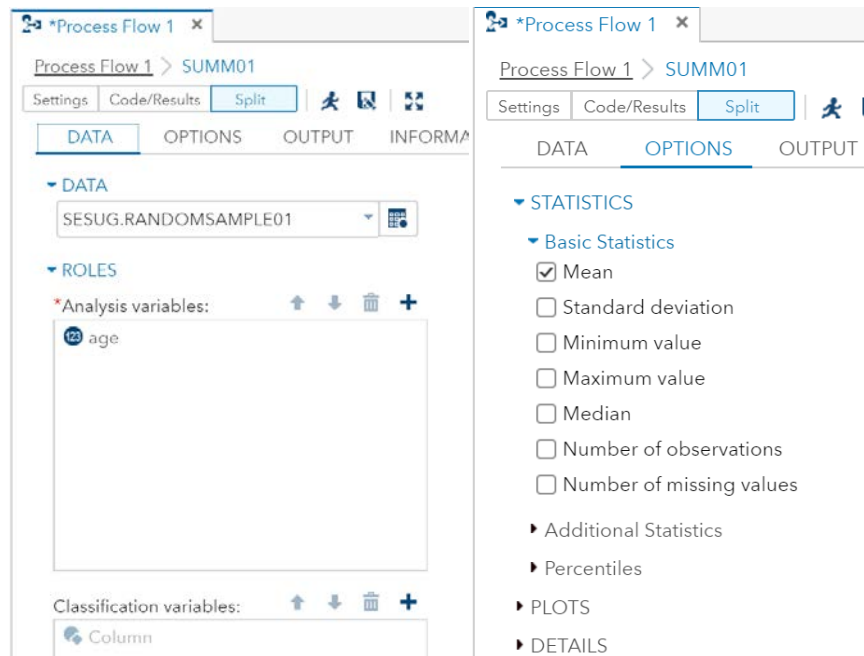 *Process Flow 1 ×
Process Flow 1 > SUMM01
Settings Code/Results Split
DATA OPTIONS OUTPUT INFORMA
DATA
SESUG.RANDOMSAMPLE01
ROLES
*Analysis variables:
123 age
Classification variables:
Column
*Process Flow 1 ×
Process Flow 1 > SUMM01
Settings Code/Results Split
DATA OPTIONS OUTPUT
STATISTICS
Basic Statistics
Mean
Standard deviation
Minimum value
Maximum value
Median
Number of observations
Number of missing values
Additional Statistics
Percentiles
PLOTS
DETAILS